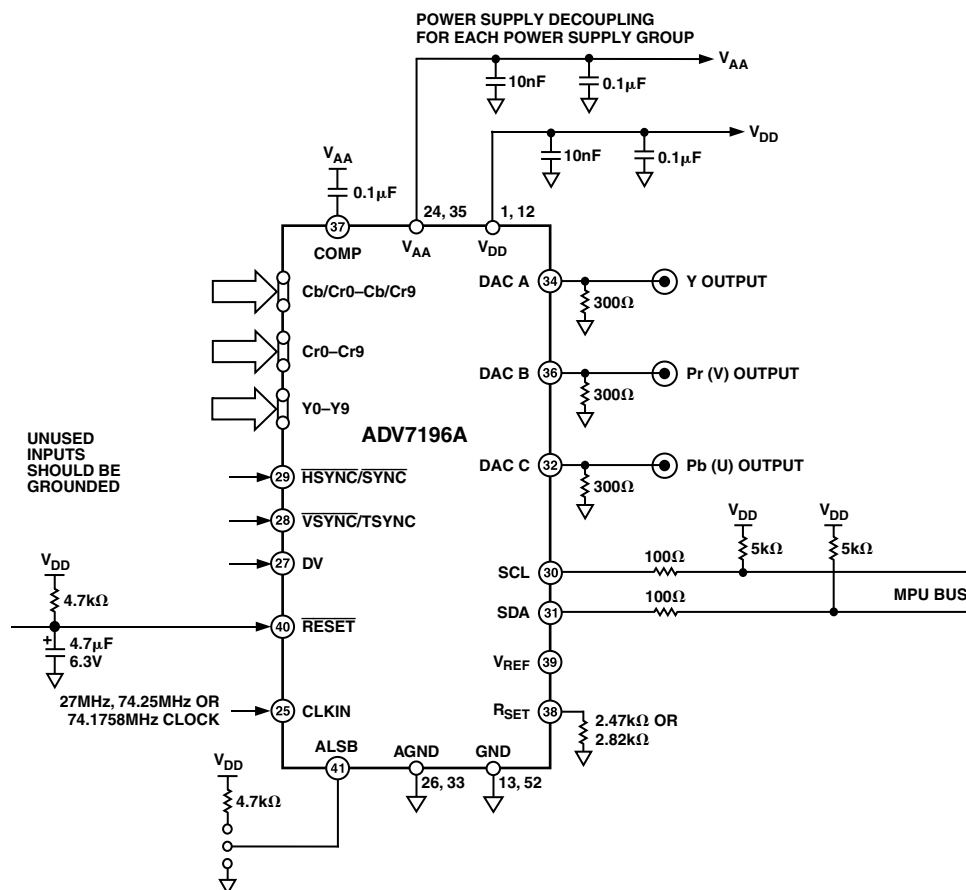 POWER SUPPLY DECOUPLING
FOR EACH POWER SUPPLY GROUP
VAA
10nF
0.1µF
VDD
10nF
0.1µF
VAA
0.1µF
24, 35
1, 12
37
COMP
VAA
VDD
Cb/Cr0–Cb/Cr9
DAC A
34
Y OUTPUT
300Ω
Cr0–Cr9
DAC B
36
Pr (V) OUTPUT
300Ω
Y0–Y9
ADV7196A
UNUSED
INPUTS
SHOULD BE
GROUNDED
DAC C
32
Pb (U) OUTPUT
300Ω
29
HSYNC/SYNC
28
VSYNC/TSYNC
27
DV
VDD
VDD
5kΩ
5kΩ
100Ω
SCL
30
100Ω
SDA
31
MPU BUS
VDD
4.7kΩ
40
RESET
+
4.7µF
6.3V
VREF
39
27MHz, 74.25MHz OR
74.1758MHz CLOCK
25
CLKIN
RSET
38
2.47kΩ OR
2.82kΩ
ALSB
AGND
GND
41
26, 33
13, 52
VDD
4.7kΩ